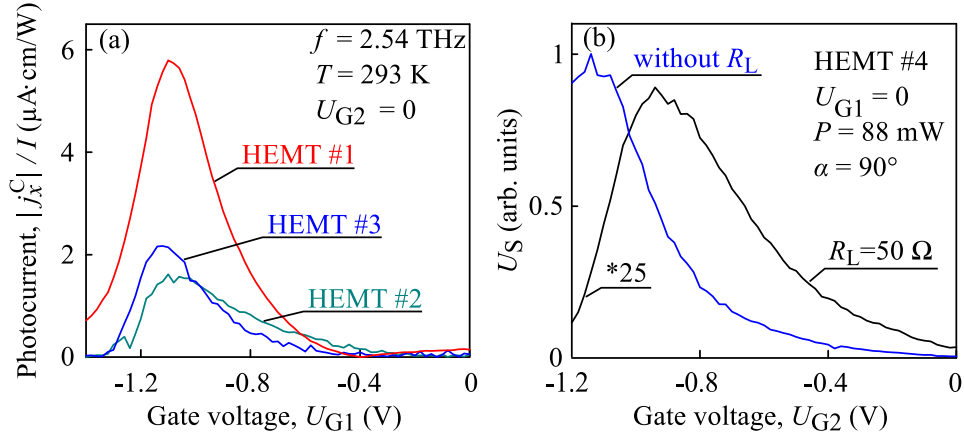 (a)
f = 2.54 THz
T = 293 K
U_G2 = 0
HEMT #1
HEMT #3
HEMT #2
Photocurrent, |j_x^C| / I (μA·cm/W)
6
4
2
0
-1.2
-0.8
-0.4
0
Gate voltage, U_G1 (V)
(b)
without R_L
HEMT #4
U_G1 = 0
P = 88 mW
α = 90°
R_L=50 Ω
*25
U_S (arb. units)
1
0.5
0
-1.2
-0.8
-0.4
0
Gate voltage, U_G2 (V)